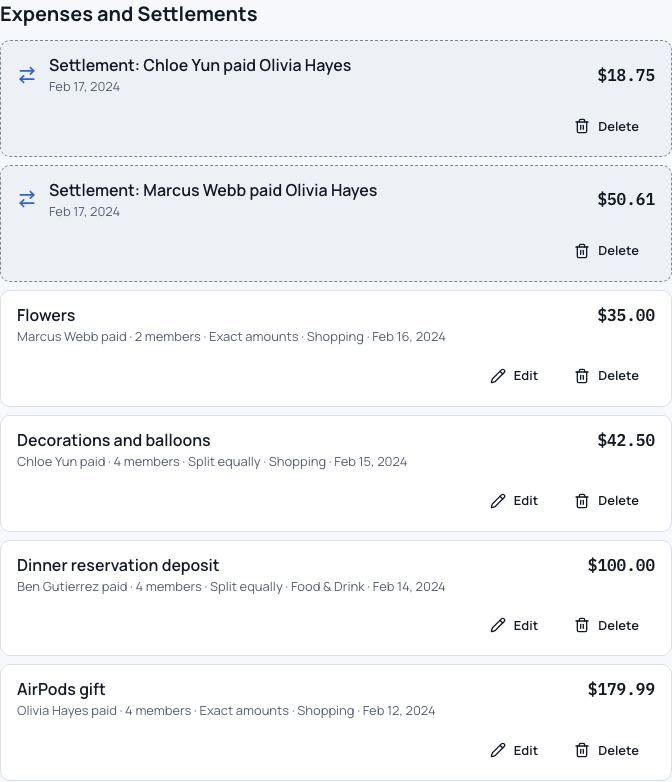 Expenses and Settlements
Settlement: Chloe Yun paid Olivia Hayes
Feb 17, 2024
$18.75
Delete
Settlement: Marcus Webb paid Olivia Hayes
Feb 17, 2024
$50.61
Delete
Flowers
$35.00
Marcus Webb paid · 2 members · Exact amounts · Shopping · Feb 16, 2024
Edit Delete
Decorations and balloons
$42.50
Chloe Yun paid · 4 members · Split equally · Shopping · Feb 15, 2024
Edit Delete
Dinner reservation deposit
$100.00
Ben Gutierrez paid · 4 members · Split equally · Food & Drink · Feb 14, 2024
Edit Delete
AirPods gift
$179.99
Olivia Hayes paid · 4 members · Exact amounts · Shopping · Feb 12, 2024
Edit Delete